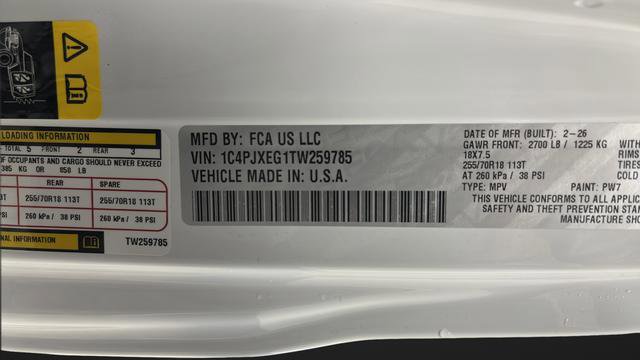 LOADING INFORMATION
TOTAL 5 FRONT 2 REAR 3
OF OCCUPANTS AND CARGO SHOULD NEVER EXCEED
385 KG OR 850 LB
REAR SPARE
255/70R18 113T 255/70R18 113T
PSI 260 kPa / 38 PSI 260 kPa / 38 PSI
NAL INFORMATION
TW259785
MFD BY: FCA US LLC
VIN: 1C4PJXEG1TW259785
VEHICLE MADE IN: U.S.A.
DATE OF MFR (BUILT): 2-26
GAWR FRONT: 2700 LB / 1225 KG WITH
18X7.5 RIMS
255/70R18 113T TIRES
AT 260 kPa / 38 PSI COLD
TYPE: MPV PAINT: PW7
THIS VEHICLE CONFORMS TO ALL APPLIC
SAFETY AND THEFT PREVENTION STAN
MANUFACTURE SHO